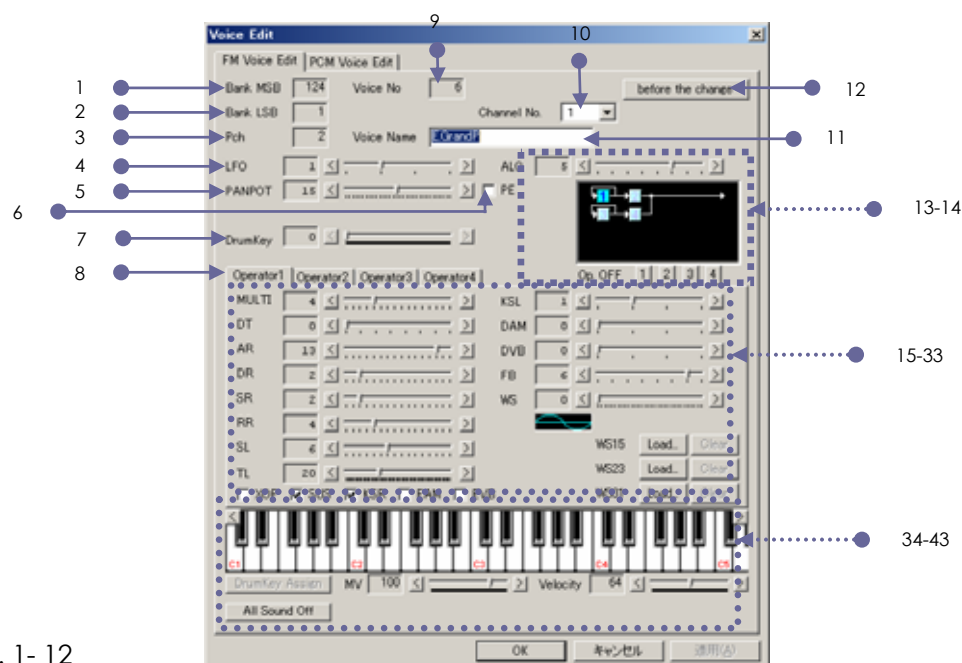 9
10
Voice Edit
FM Voice Edit PCM Voice Edit
1 Bank MSB 124 Voice No 6 before the change 12
2 Bank LSB 1 Channel No. 1
3 Pch 2 Voice Name E.GrandP 11
4 LFO 1 ALG 5
5 PANPOT 15 PE
6 13-14
7 DrumKey 0
8 Operator1 Operator2 Operator3 Operator4 Op. OFF 1 2 3 4
MULTI 4 KSL 1
DT 0 DAM 0
AR 13 DVB 0 15-33
DR 2 FB 6
SR 2 WS 0
RR 4
SL 6 WS15 Load.. Clear
TL 20 WS23 Load.. Clear
34-43
C1 C2 C3 C4 C5
DrumKey Assign MV 100 Velocity 64
All Sound Off
OK キャンセル 適用(A)
. 1- 12